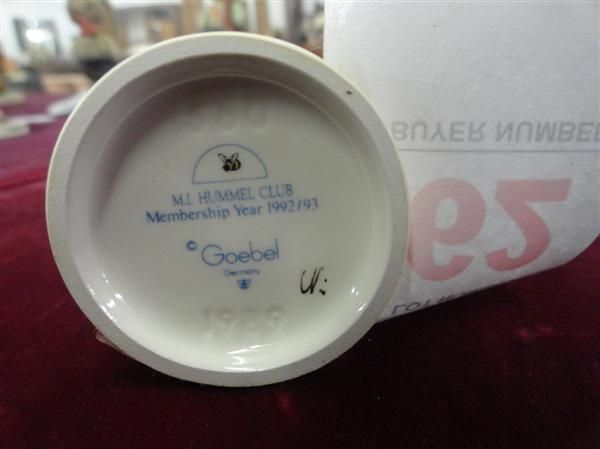 M.I. HUMMEL CLUB
Membership Year 1992/93
© Goebel
Germany
1989
BUYER NUMBER